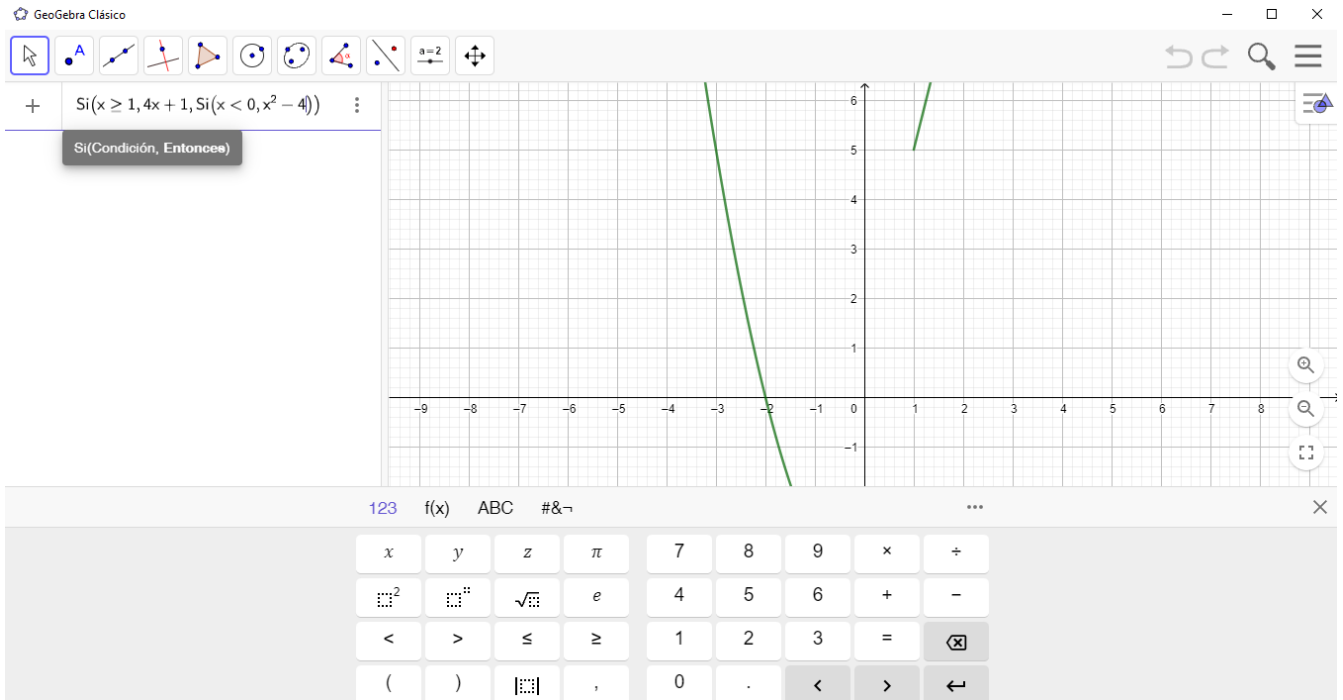 GeoGebra Clásico
A
α
a=2
+
Si(x ≥ 1, 4x + 1, Si(x < 0, x² − 4))
Si(Condición, Entonces)
6
5
4
3
2
1
−9 −8 −7 −6 −5 −4 −3 −2 −1 0 1 2 3 4 5 6 7 8
−1
123 f(x) ABC #&¬
x y z π 7 8 9 × ÷
² √ e 4 5 6 + −
< > ≤ ≥ 1 2 3 =
( ) | | , 0 . < >